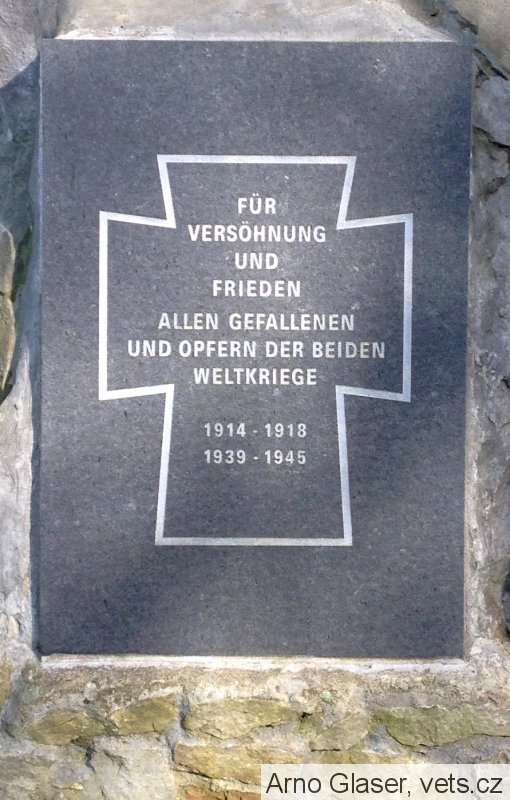 FÜR
VERSÖHNUNG
UND
FRIEDEN
ALLEN GEFALLENEN
UND OPFERN DER BEIDEN
WELTKRIEGE
1914 - 1918
1939 - 1945
Arno Glaser, vets.cz